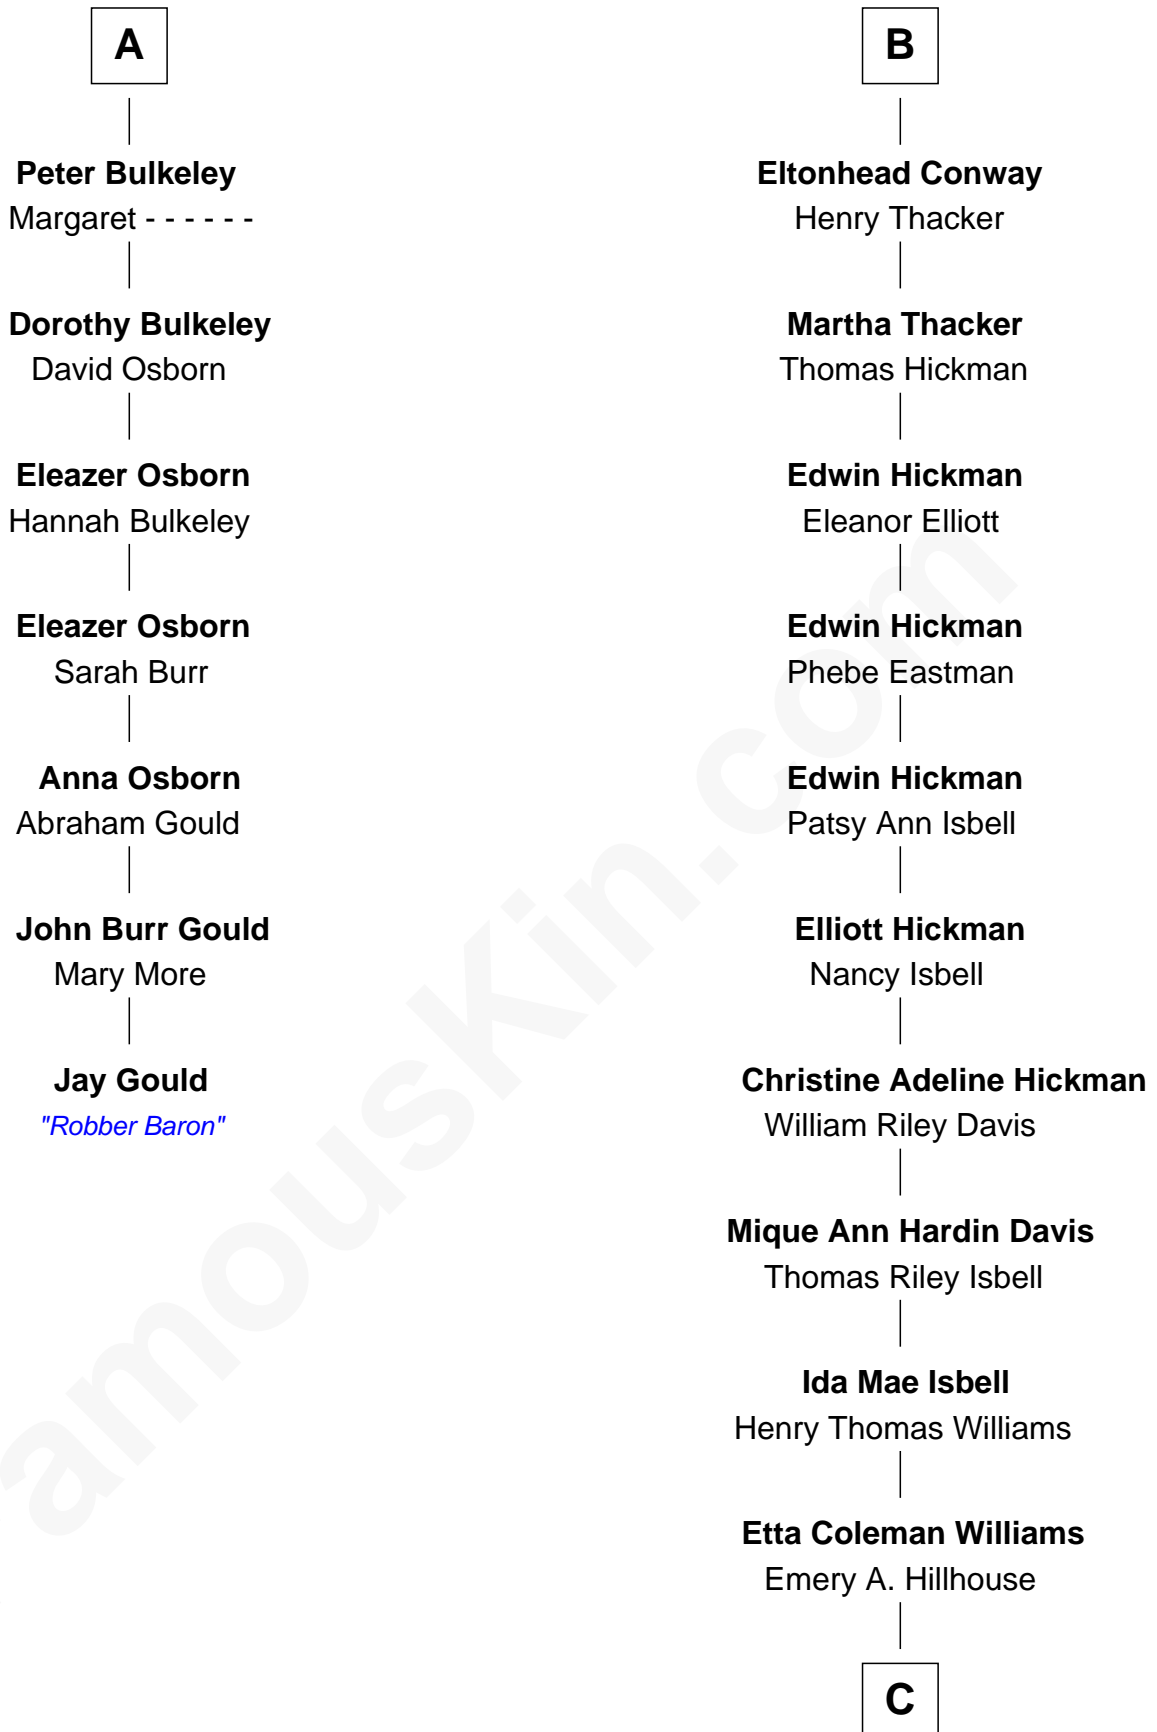 A
Peter Bulkeley
Margaret - - - - - -
Dorothy Bulkeley
David Osborn
Eleazer Osborn
Hannah Bulkeley
Eleazer Osborn
Sarah Burr
Anna Osborn
Abraham Gould
John Burr Gould
Mary More
Jay Gould
"Robber Baron"
B
Eltonhead Conway
Henry Thacker
Martha Thacker
Thomas Hickman
Edwin Hickman
Eleanor Elliott
Edwin Hickman
Phebe Eastman
Edwin Hickman
Patsy Ann Isbell
Elliott Hickman
Nancy Isbell
Christine Adeline Hickman
William Riley Davis
Mique Ann Hardin Davis
Thomas Riley Isbell
Ida Mae Isbell
Henry Thomas Williams
Etta Coleman Williams
Emery A. Hillhouse
C
amousKin.com